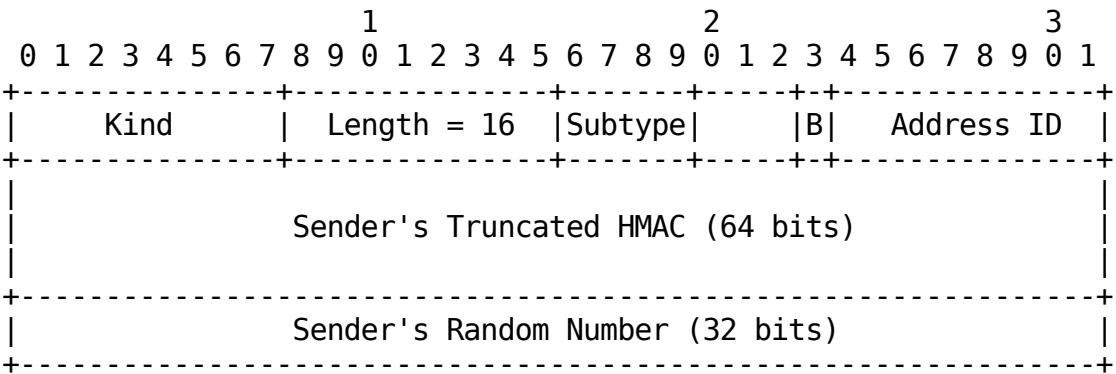 1                   2                   3
 0 1 2 3 4 5 6 7 8 9 0 1 2 3 4 5 6 7 8 9 0 1 2 3 4 5 6 7 8 9 0 1
+---------------+---------------+-------+-----+-+---------------+
|     Kind      |  Length = 16  |Subtype|     |B|   Address ID  |
+---------------+---------------+-------+-----+-+---------------+
|                                                               |
|                Sender's Truncated HMAC (64 bits)              |
|                                                               |
+---------------------------------------------------------------+
|                Sender's Random Number (32 bits)               |
+---------------------------------------------------------------+